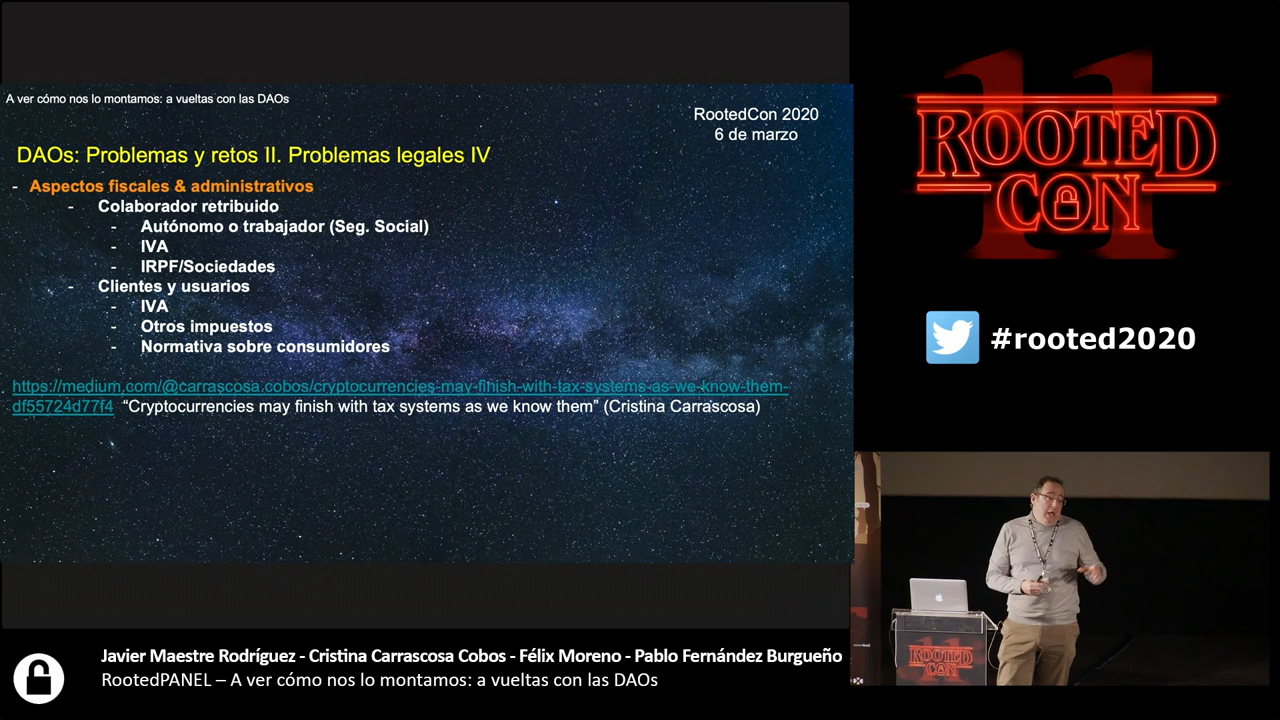 A ver cómo nos lo montamos: a vueltas con las DAOs
RootedCon 2020
6 de marzo
DAOs: Problemas y retos II. Problemas legales IV
- Aspectos fiscales & administrativos
- Colaborador retribuido
- Autónomo o trabajador (Seg. Social)
- IVA
- IRPF/Sociedades
- Clientes y usuarios
- IVA
- Otros impuestos
- Normativa sobre consumidores
https://medium.com/@carrascosa.cobos/cryptocurrencies-may-finish-with-tax-systems-as-we-know-them-
df55724d77f4 “Cryptocurrencies may finish with tax systems as we know them” (Cristina Carrascosa)
11
ROOTED
CON
#rooted2020
ROOTED
CON
Javier Maestre Rodríguez - Cristina Carrascosa Cobos - Félix Moreno - Pablo Fernández Burgueño
RootedPANEL – A ver cómo nos lo montamos: a vueltas con las DAOs